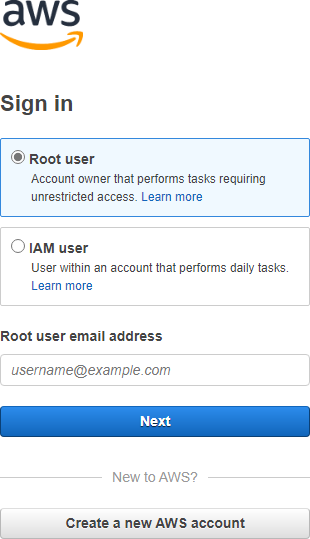 aws
Sign in
Root user
Account owner that performs tasks requiring
unrestricted access. Learn more
IAM user
User within an account that performs daily tasks.
Learn more
Root user email address
username@example.com
Next
New to AWS?
Create a new AWS account